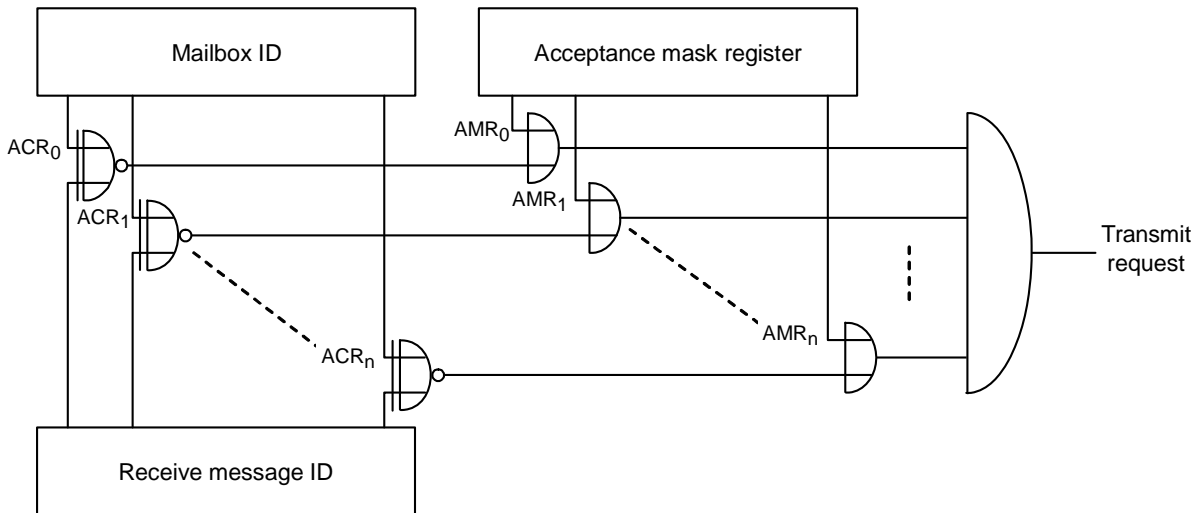 Mailbox ID
Acceptance mask register
ACR0
AMR0
ACR1
AMR1
Transmit
request
ACRn
AMRn
Receive message ID